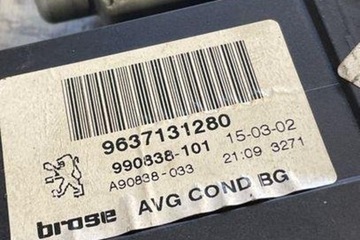 9637131280
990838-101 15-03-02
A90838-033 21:09 3271
brose AVG COND BG